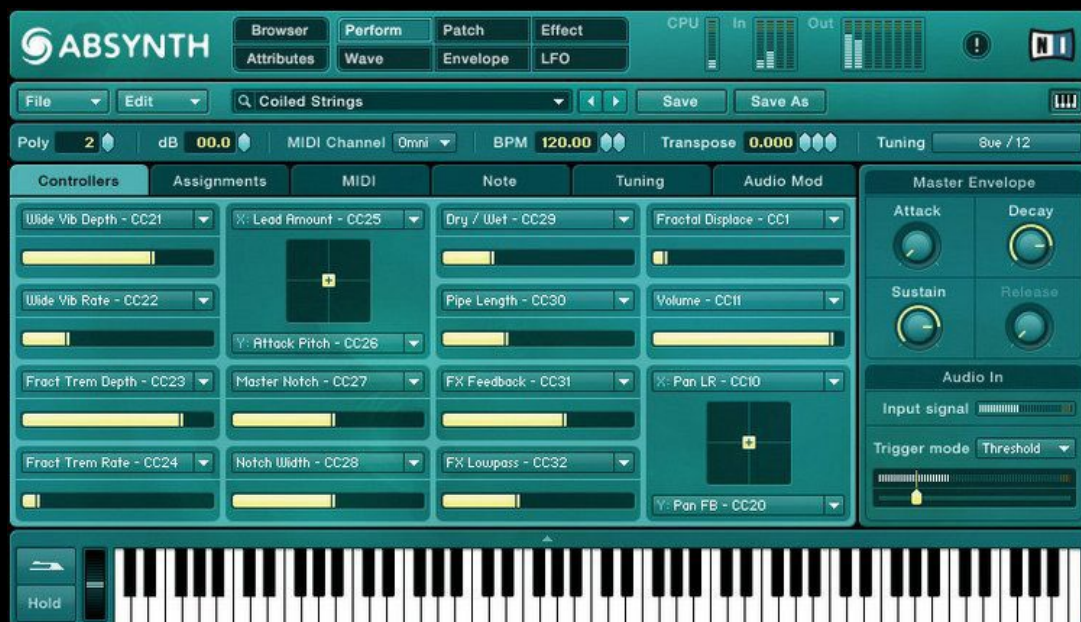 ABSYNTH
Browser Perform Patch Effect
Attributes Wave Envelope LFO
CPU In Out
!
NI
File Edit Coiled Strings Save Save As
Poly 2 dB 00.0 MIDI Channel Omni BPM 120.00 Transpose 0.000 Tuning 8ve / 12
Controllers Assignments MIDI Note Tuning Audio Mod
Wide Vib Depth - CC21 X: Lead Amount - CC25 Dry / Wet - CC29 Fractal Displace - CC1
Wide Vib Rate - CC22 Pipe Length - CC30 Volume - CC11
Y: Attack Pitch - CC26
Fract Trem Depth - CC23 Master Notch - CC27 FX Feedback - CC31 X: Pan LR - CC10
Fract Trem Rate - CC24 Notch Width - CC28 FX Lowpass - CC32
Y: Pan FB - CC20
Master Envelope
Attack Decay
Sustain Release
Audio In
Input signal
Trigger mode Threshold
Hold